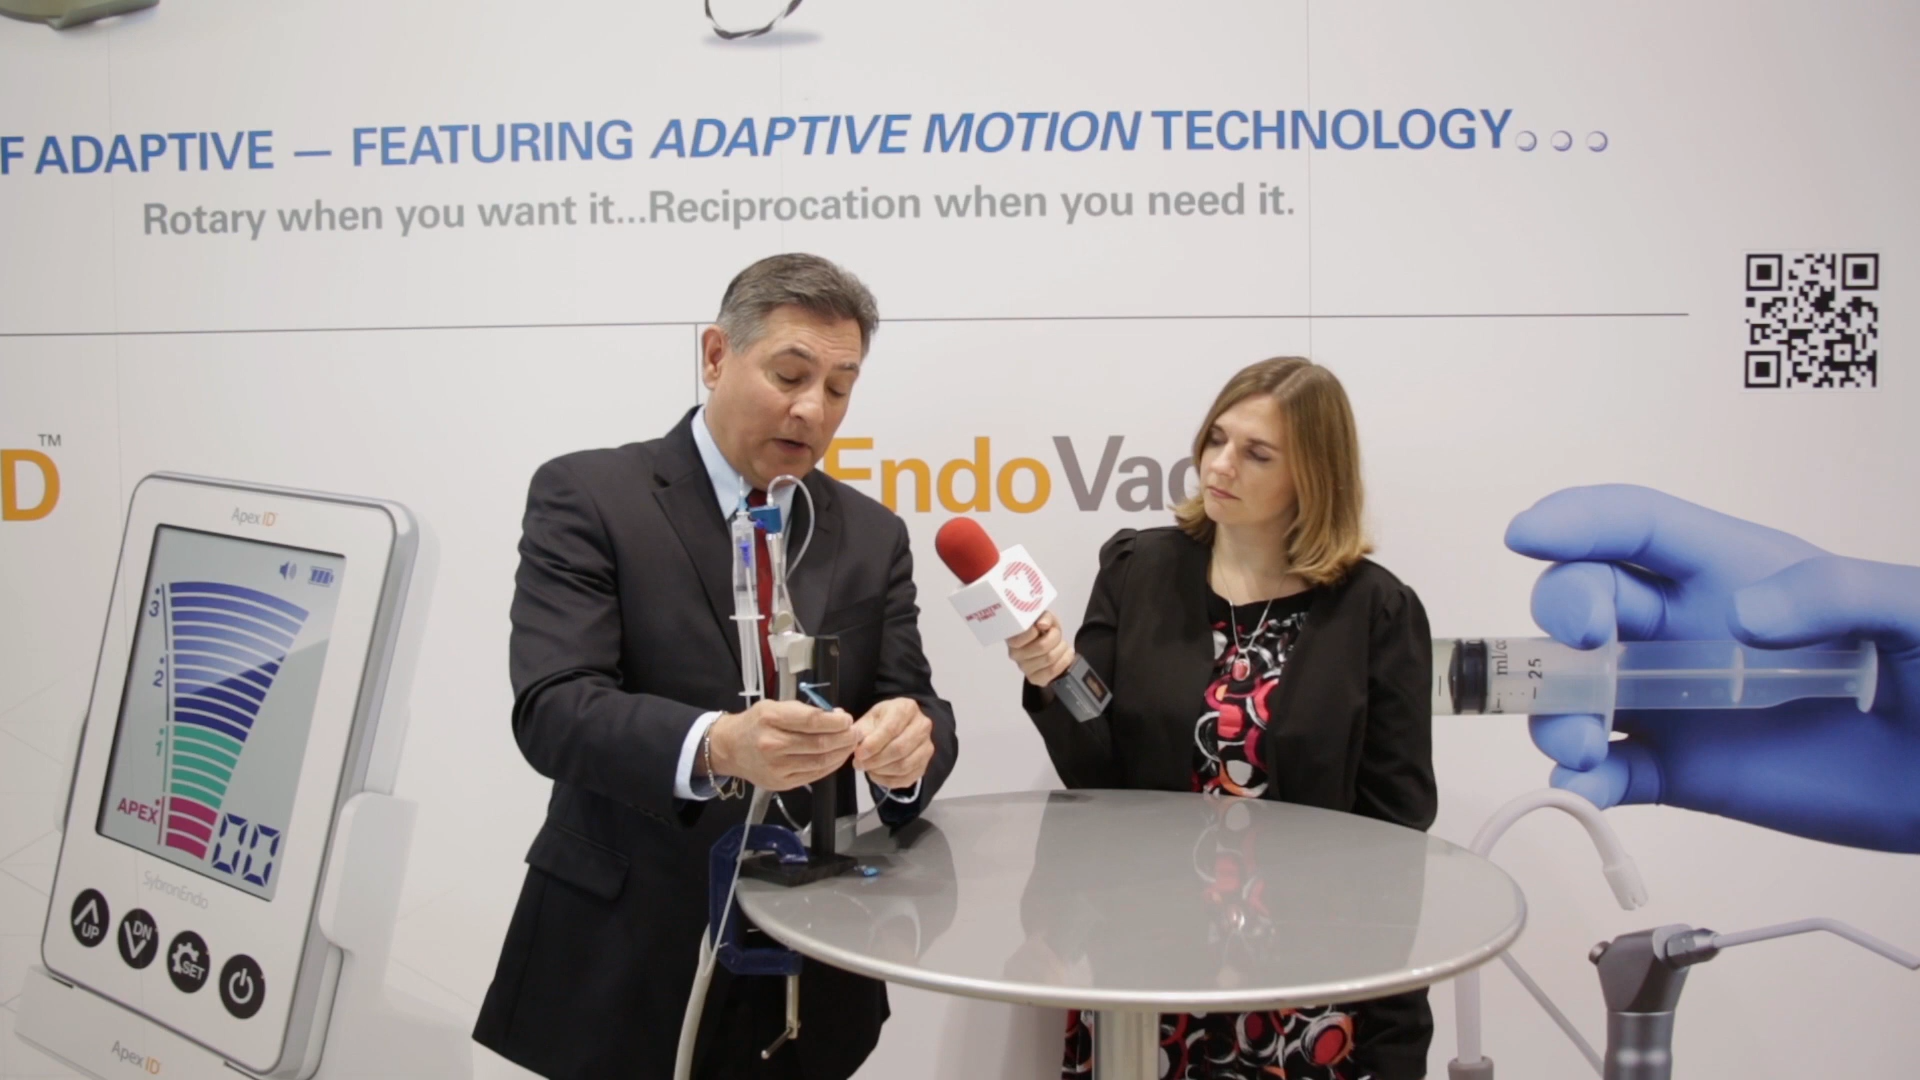 F ADAPTIVE — FEATURING ADAPTIVE MOTION TECHNOLOGY...
Rotary when you want it...Reciprocation when you need it.
D™
EndoVac
Apex ID
3
2
1
APEX
00
SybronEndo
UP
DN
SET
Apex ID
ml/cc
25